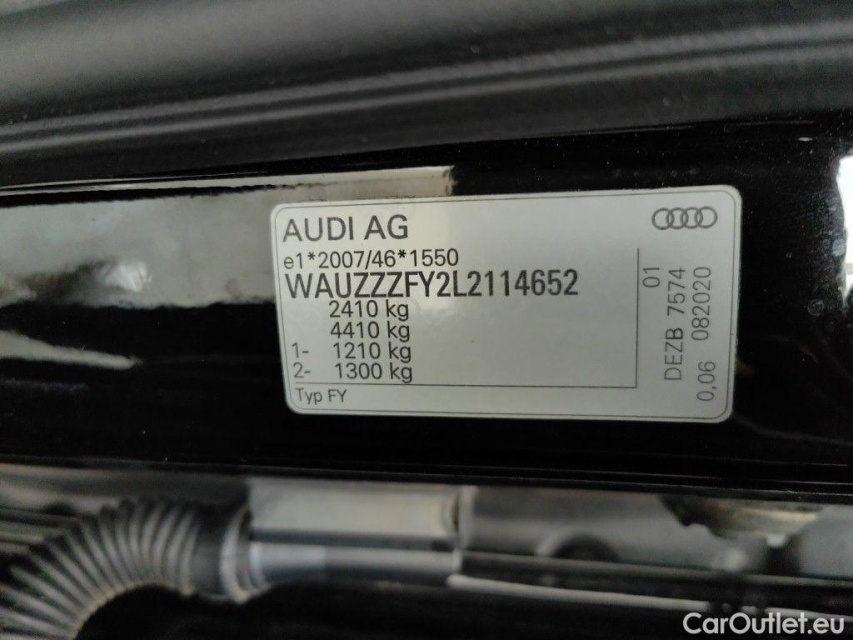 AUDI AG
e1*2007/46*1550
WAUZZZFY2L2114652
2410 kg
4410 kg
1- 1210 kg
2- 1300 kg
Typ FY
01
DEZB 7574
082020
0,06
CarOutlet.eu